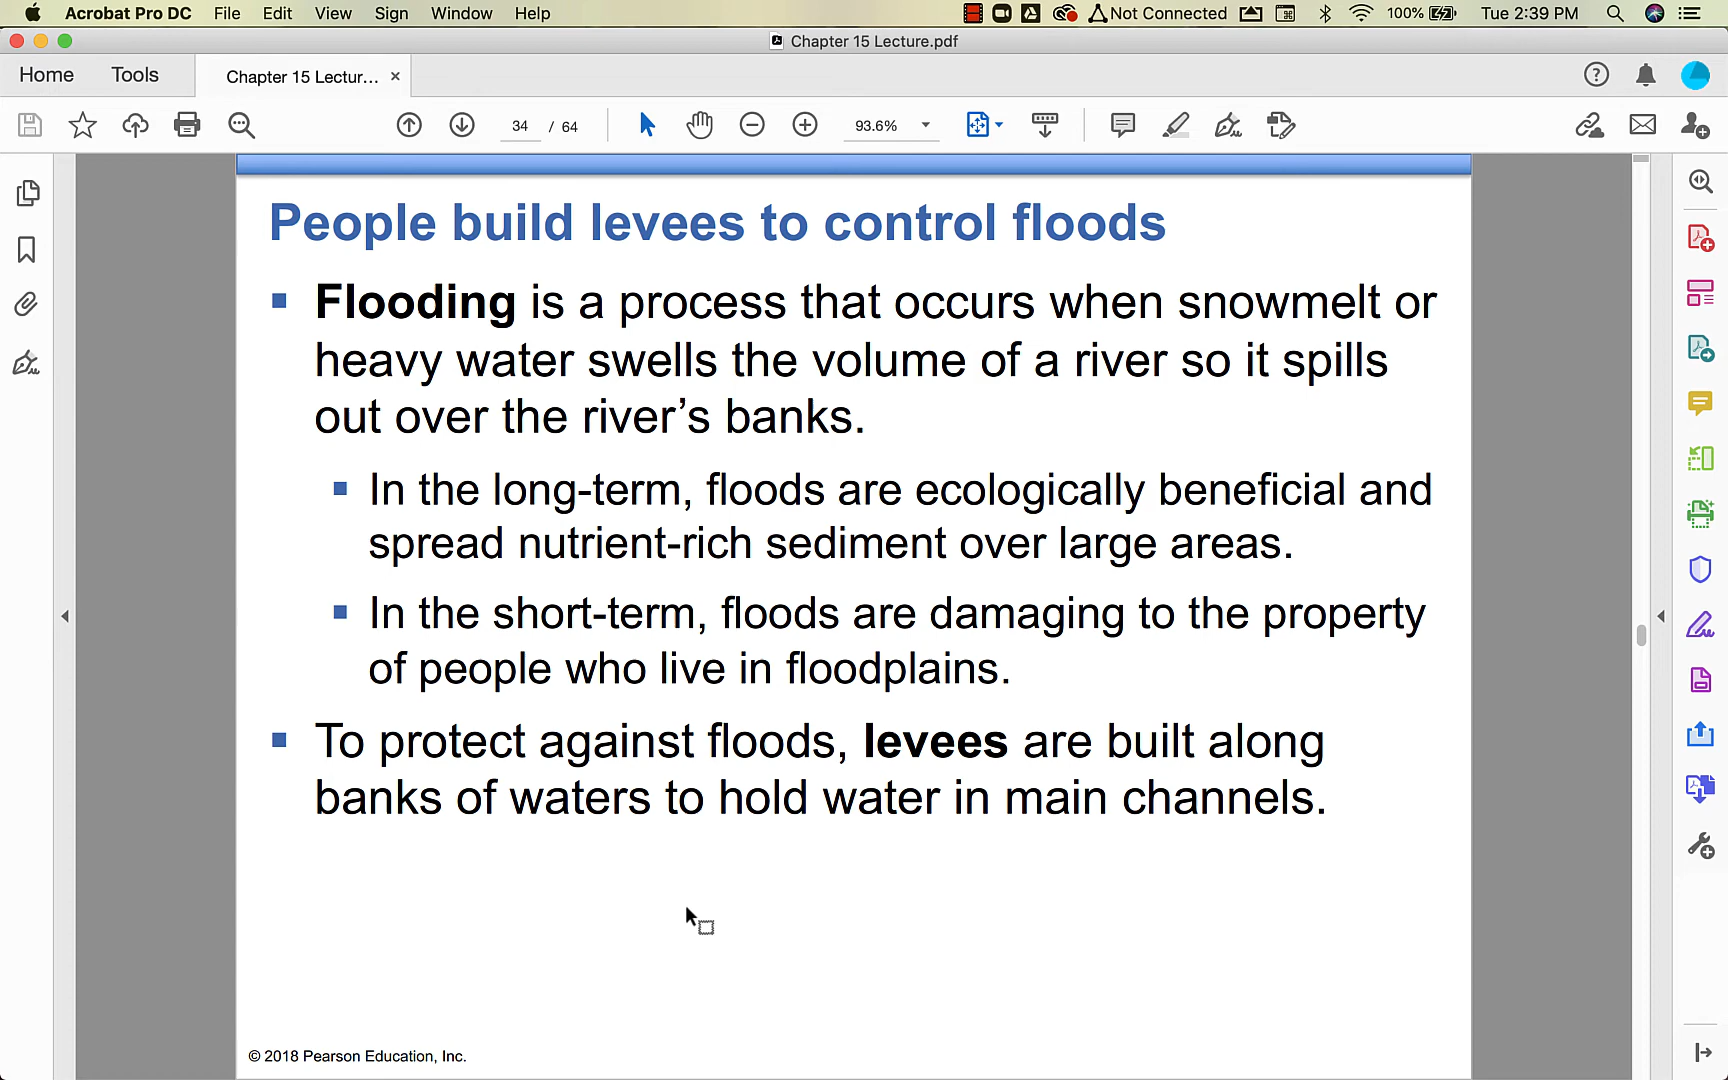 Acrobat Pro DC File Edit View Sign Window Help Not Connected 100% Tue 2:39 PM
Chapter 15 Lecture.pdf
Home Tools Chapter 15 Lectur... ×
34 / 64 93.6%
People build levees to control floods
Flooding is a process that occurs when snowmelt or
heavy water swells the volume of a river so it spills
out over the river’s banks.
In the long-term, floods are ecologically beneficial and
spread nutrient-rich sediment over large areas.
In the short-term, floods are damaging to the property
of people who live in floodplains.
To protect against floods, levees are built along
banks of waters to hold water in main channels.
© 2018 Pearson Education, Inc.